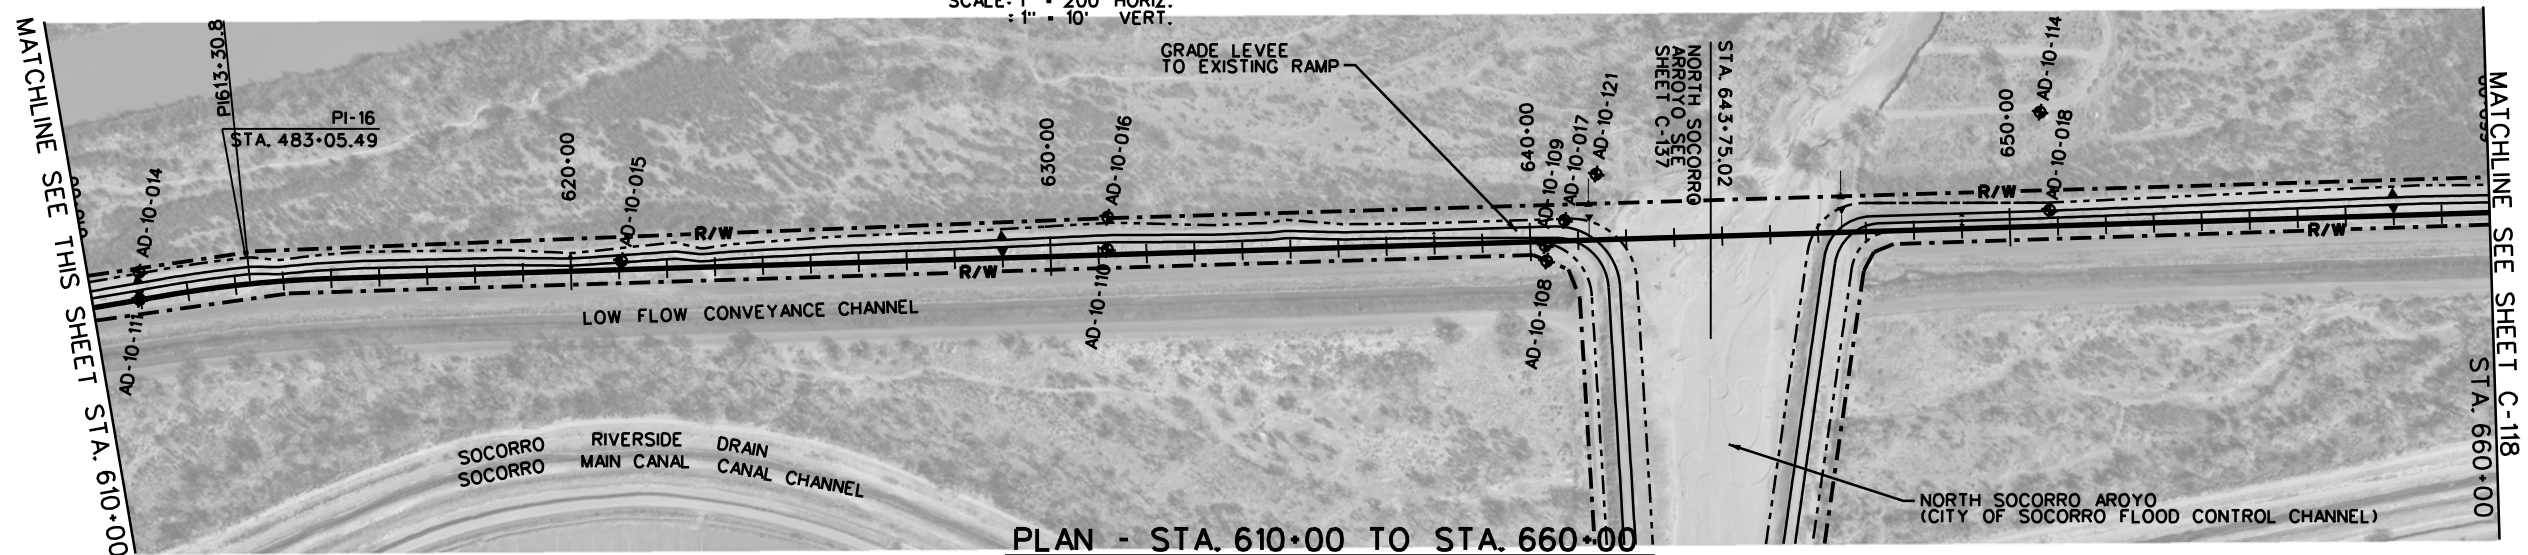 SCALE: 1" = 200' HORIZ.
: 1" = 10' VERT.
MATCHLINE SEE THIS SHEET STA. 610+00
PI613+30.8
PI-16
STA. 483+05.49
AD-10-014
AD-10-111
620+00
AD-10-015
R/W
LOW FLOW CONVEYANCE CHANNEL
R/W
630+00
AD-10-016
AD-10-110
GRADE LEVEE
TO EXISTING RAMP
640+00
AD-10-109
AD-10-017
AD-10-121
AD-10-108
STA. 643+75.02
NORTH SOCORRO
ARROYO SEE
SHEET C-137
650+00
AD-10-114
AD-10-018
R/W
R/W
MATCHLINE SEE SHEET C-118
STA. 660+00
SOCORRO RIVERSIDE DRAIN
SOCORRO MAIN CANAL CANAL CHANNEL
NORTH SOCORRO AROYO
(CITY OF SOCORRO FLOOD CONTROL CHANNEL)
PLAN - STA. 610+00 TO STA. 660+00